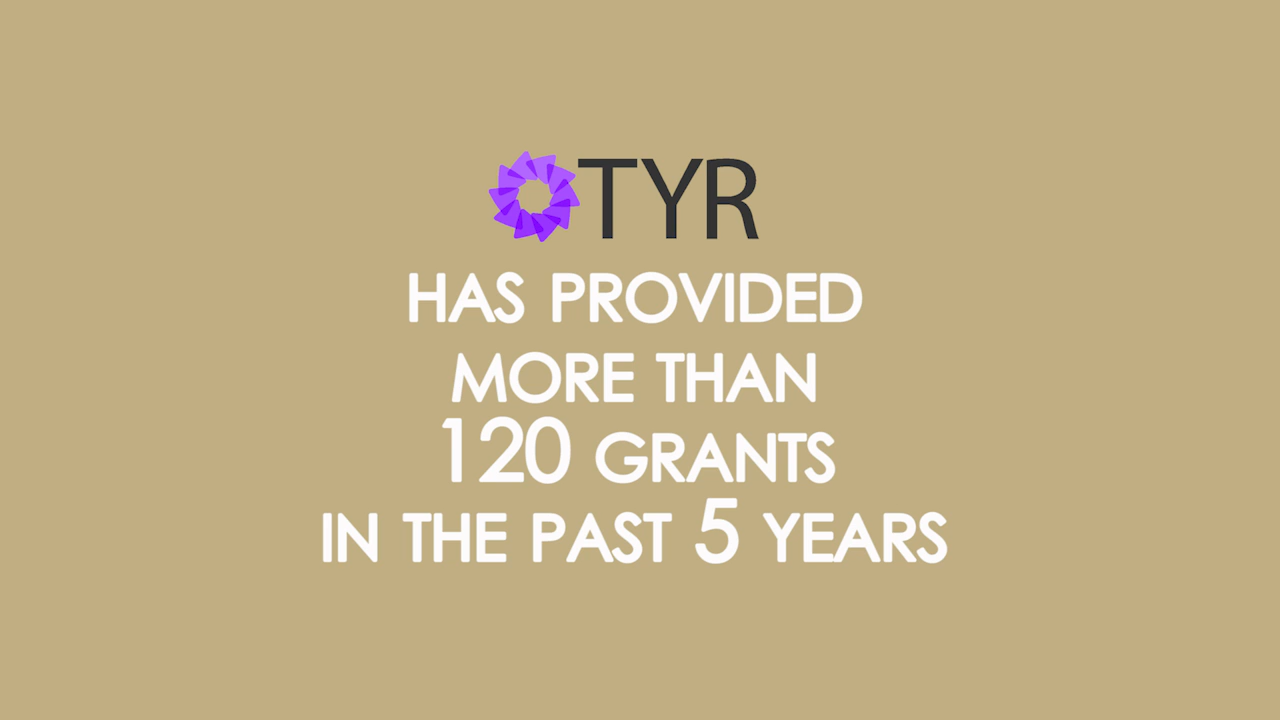 TYR
HAS PROVIDED
MORE THAN
120 GRANTS
IN THE PAST 5 YEARS